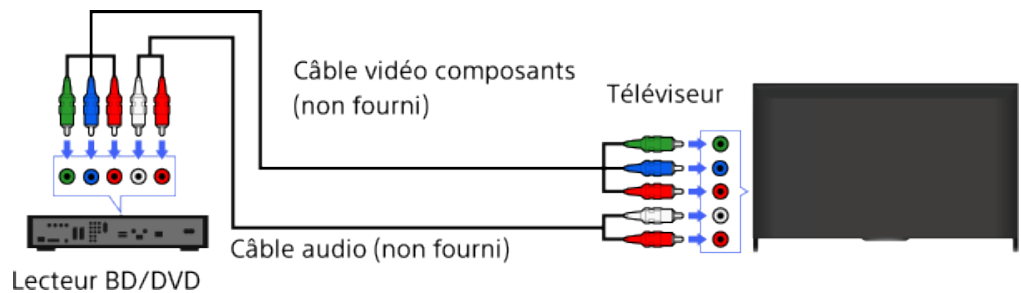 Câble vidéo composants
(non fourni)
Téléviseur
Câble audio (non fourni)
Lecteur BD/DVD